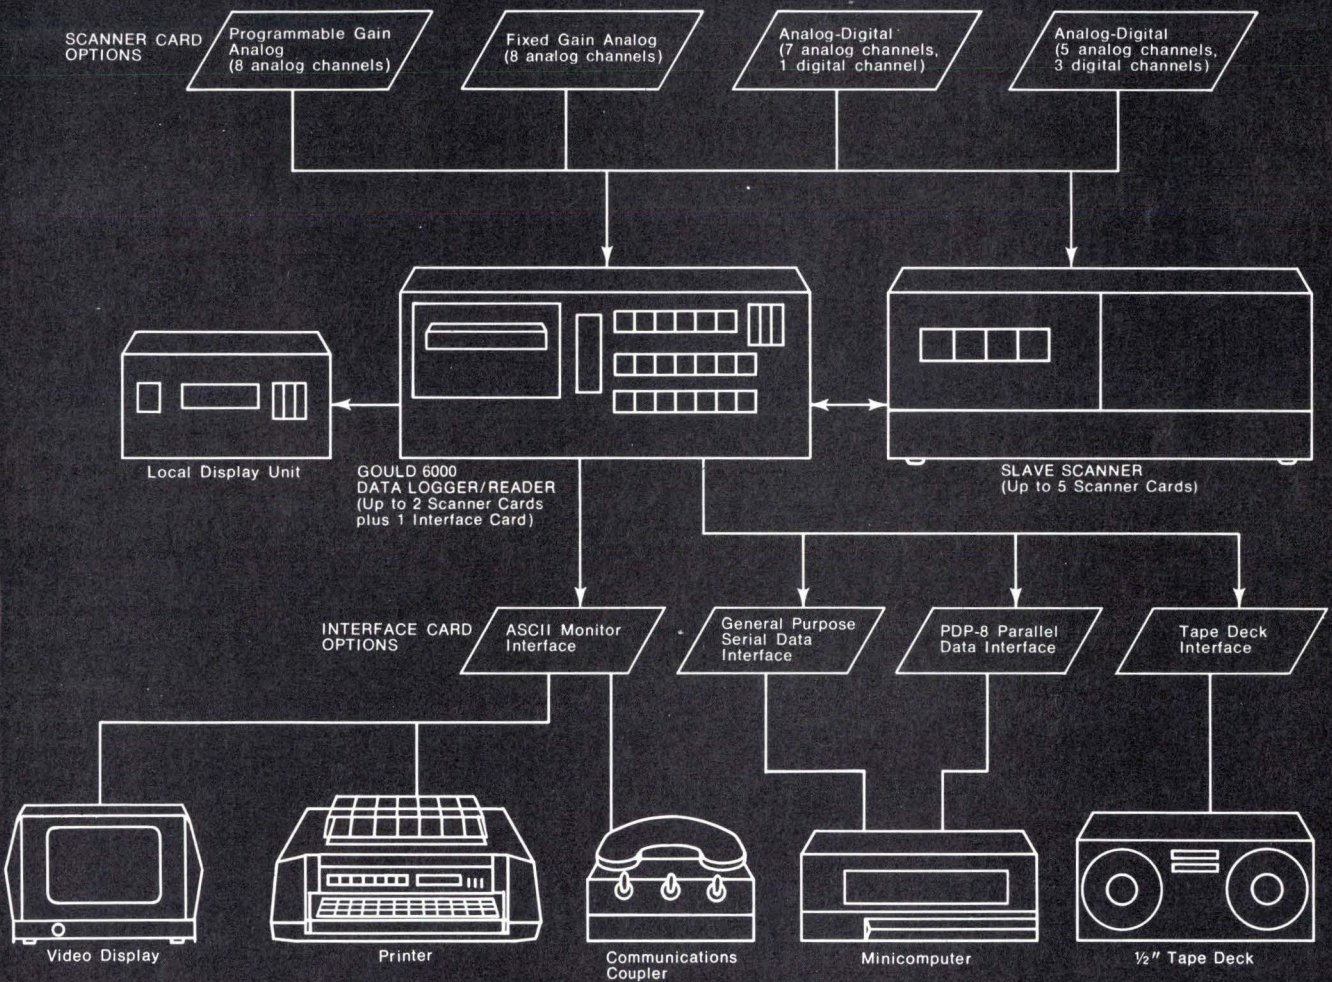 SCANNER CARD
OPTIONS
Programmable Gain
Analog
(8 analog channels)
Fixed Gain Analog
(8 analog channels)
Analog-Digital
(7 analog channels,
1 digital channel)
Analog-Digital
(5 analog channels,
3 digital channels)
Local Display Unit
GOULD 6000
DATA LOGGER/READER
(Up to 2 Scanner Cards
plus 1 Interface Card)
SLAVE SCANNER
(Up to 5 Scanner Cards)
INTERFACE CARD
OPTIONS
ASCII Monitor
Interface
General Purpose
Serial Data
Interface
PDP-8 Parallel
Data Interface
Tape Deck
Interface
Video Display
Printer
Communications
Coupler
Minicomputer
½" Tape Deck